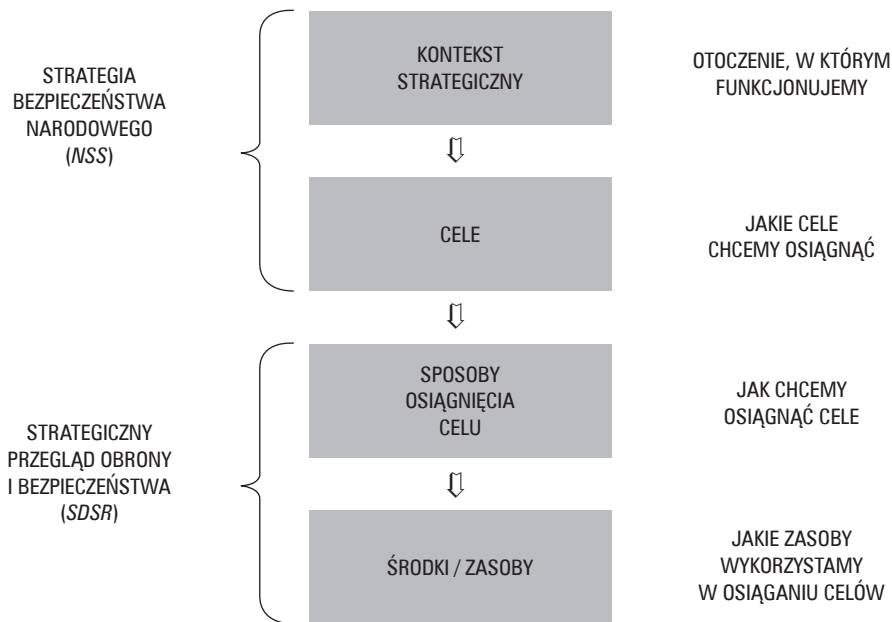 STRATEGIA
BEZPIECZEŃSTWA
NARODOWEGO
(NSS)
KONTEKST
STRATEGICZNY
OTOCZENIE, W KTÓRYM
FUNKCJONUJEMY
CELE
JAKIE CELE
CHCEMY OSIĄGNĄĆ
STRATEGICZNY
PRZEGLĄD OBRONY
I BEZPIECZEŃSTWA
(SDSR)
SPOSOBY
OSIĄGNIĘCIA
CELU
JAK CHCEMY
OSIĄGNĄĆ CELE
ŚRODKI / ZASOBY
JAKIE ZASOBY
WYKORZYSTAMY
W OSIĄGANIU CELÓW